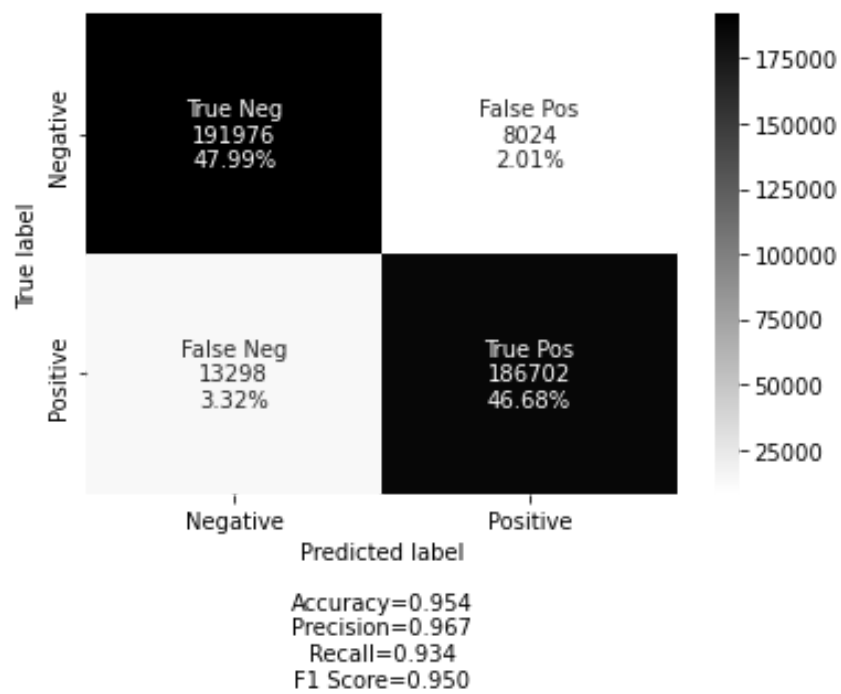 True Neg
191976
47.99%
False Pos
8024
2.01%
False Neg
13298
3.32%
True Pos
186702
46.68%
True label
Negative
Positive
Negative
Positive
Predicted label
Accuracy=0.954
Precision=0.967
Recall=0.934
F1 Score=0.950
175000
150000
125000
100000
75000
50000
25000